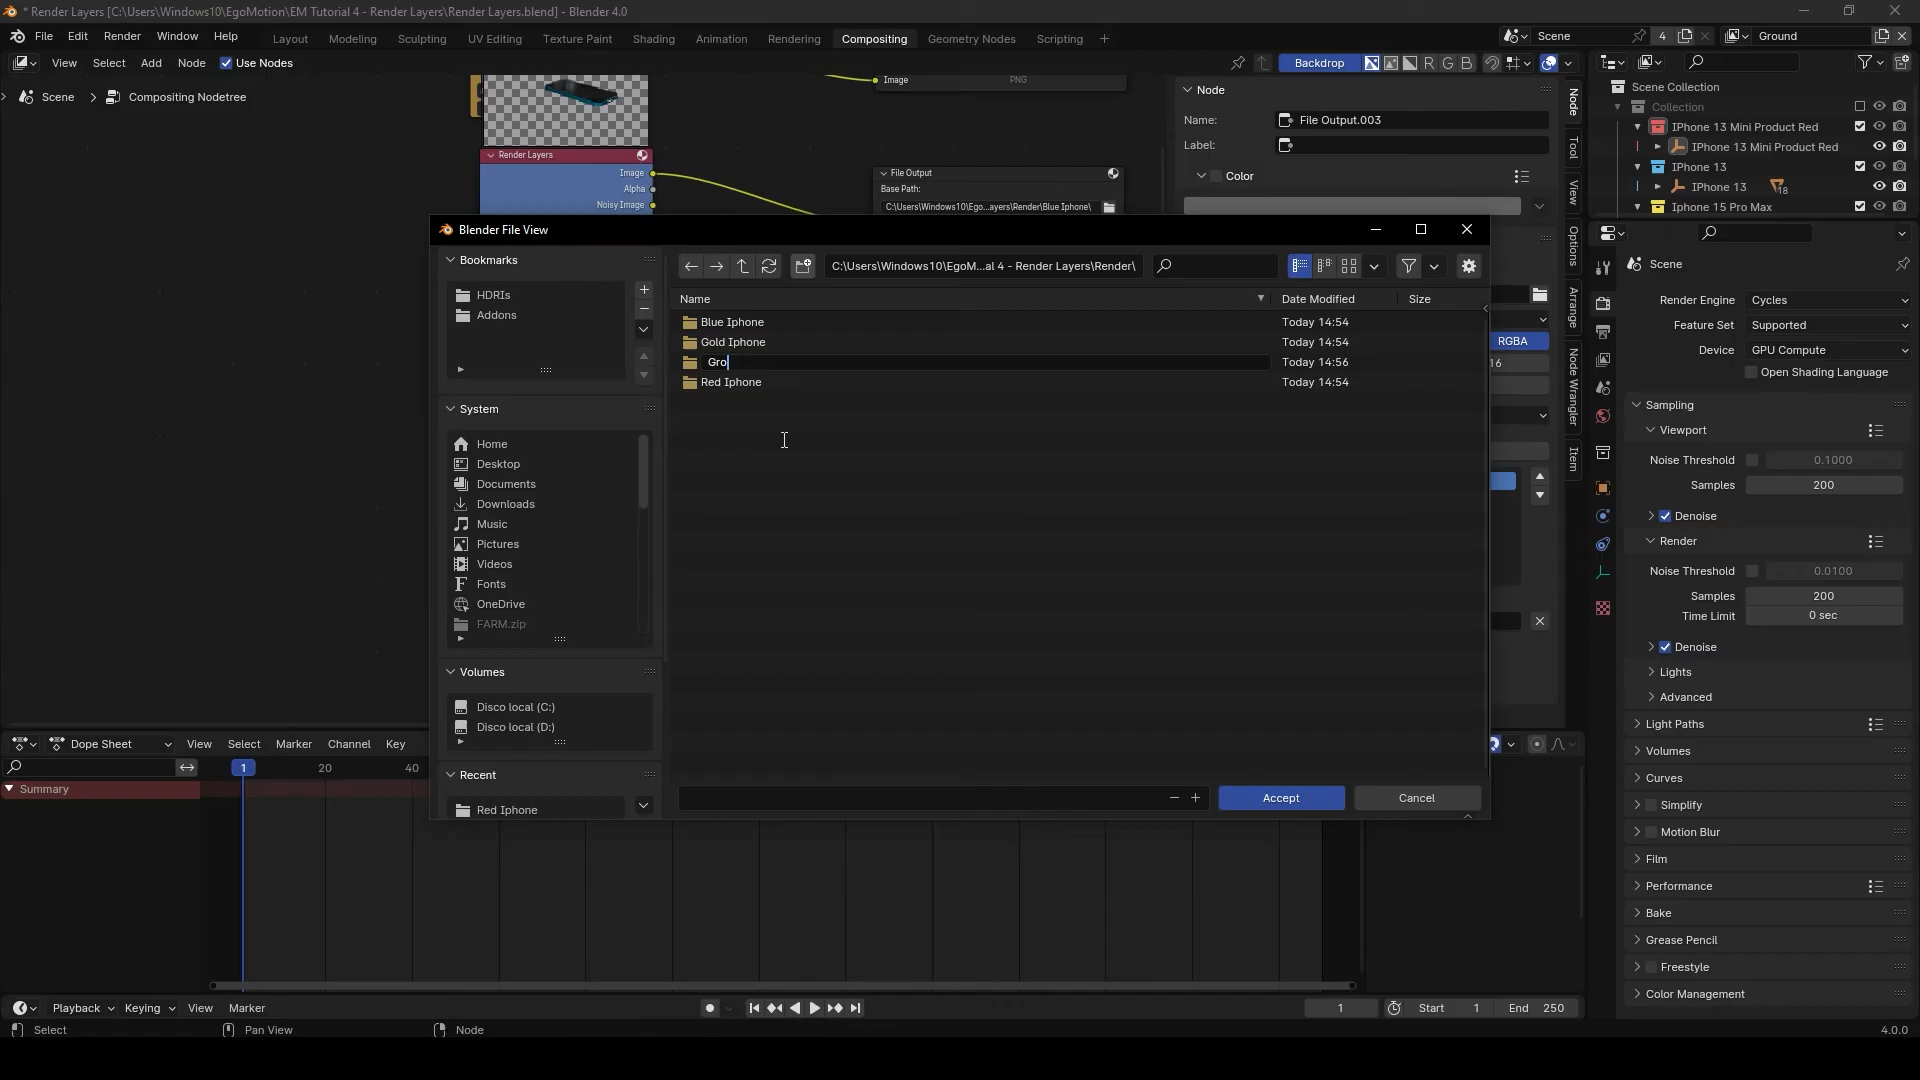 * Render Layers [C:\Users\Windows10\EgoMotion\EM Tutorial 4 - Render Layers\Render Layers.blend] - Blender 4.0
File Edit Render Window Help
Layout Modeling Sculpting UV Editing Texture Paint Shading Animation Rendering Compositing Geometry Nodes Scripting +
Scene 4 Ground
View Select Add Node Use Nodes Backdrop R G B
Scene > Compositing Nodetree
Image PNG
Render Layers
Image
Alpha
Noisy Image
File Output
Base Path:
C:\Users\Windows10\Ego...ayers\Render\Blue Iphone\
Node
Name: File Output.003
Label:
Color
Node
Tool
View
Options
Arrange
Node Wrangler
Item
RGBA
16
Scene Collection
Collection
IPhone 13 Mini Product Red
IPhone 13 Mini Product Red
IPhone 13
IPhone 13 18
Iphone 15 Pro Max
Blender File View
Bookmarks
HDRIs
Addons
System
Home
Desktop
Documents
Downloads
Music
Pictures
Videos
Fonts
OneDrive
FARM.zip
Volumes
Disco local (C:)
Disco local (D:)
Recent
Red Iphone
C:\Users\Windows10\EgoM...al 4 - Render Layers\Render\
Name Date Modified Size
Blue Iphone Today 14:54
Gold Iphone Today 14:54
Gro Today 14:56
Red Iphone Today 14:54
Accept Cancel
Scene
Render Engine Cycles
Feature Set Supported
Device GPU Compute
Open Shading Language
Sampling
Viewport
Noise Threshold 0.1000
Samples 200
Denoise
Render
Noise Threshold 0.0100
Samples 200
Time Limit 0 sec
Denoise
Lights
Advanced
Light Paths
Volumes
Curves
Simplify
Motion Blur
Film
Performance
Bake
Grease Pencil
Freestyle
Color Management
Dope Sheet View Select Marker Channel Key
1 20 40
Summary
Playback Keying View Marker 1 Start 1 End 250
Select Pan View Node 4.0.0